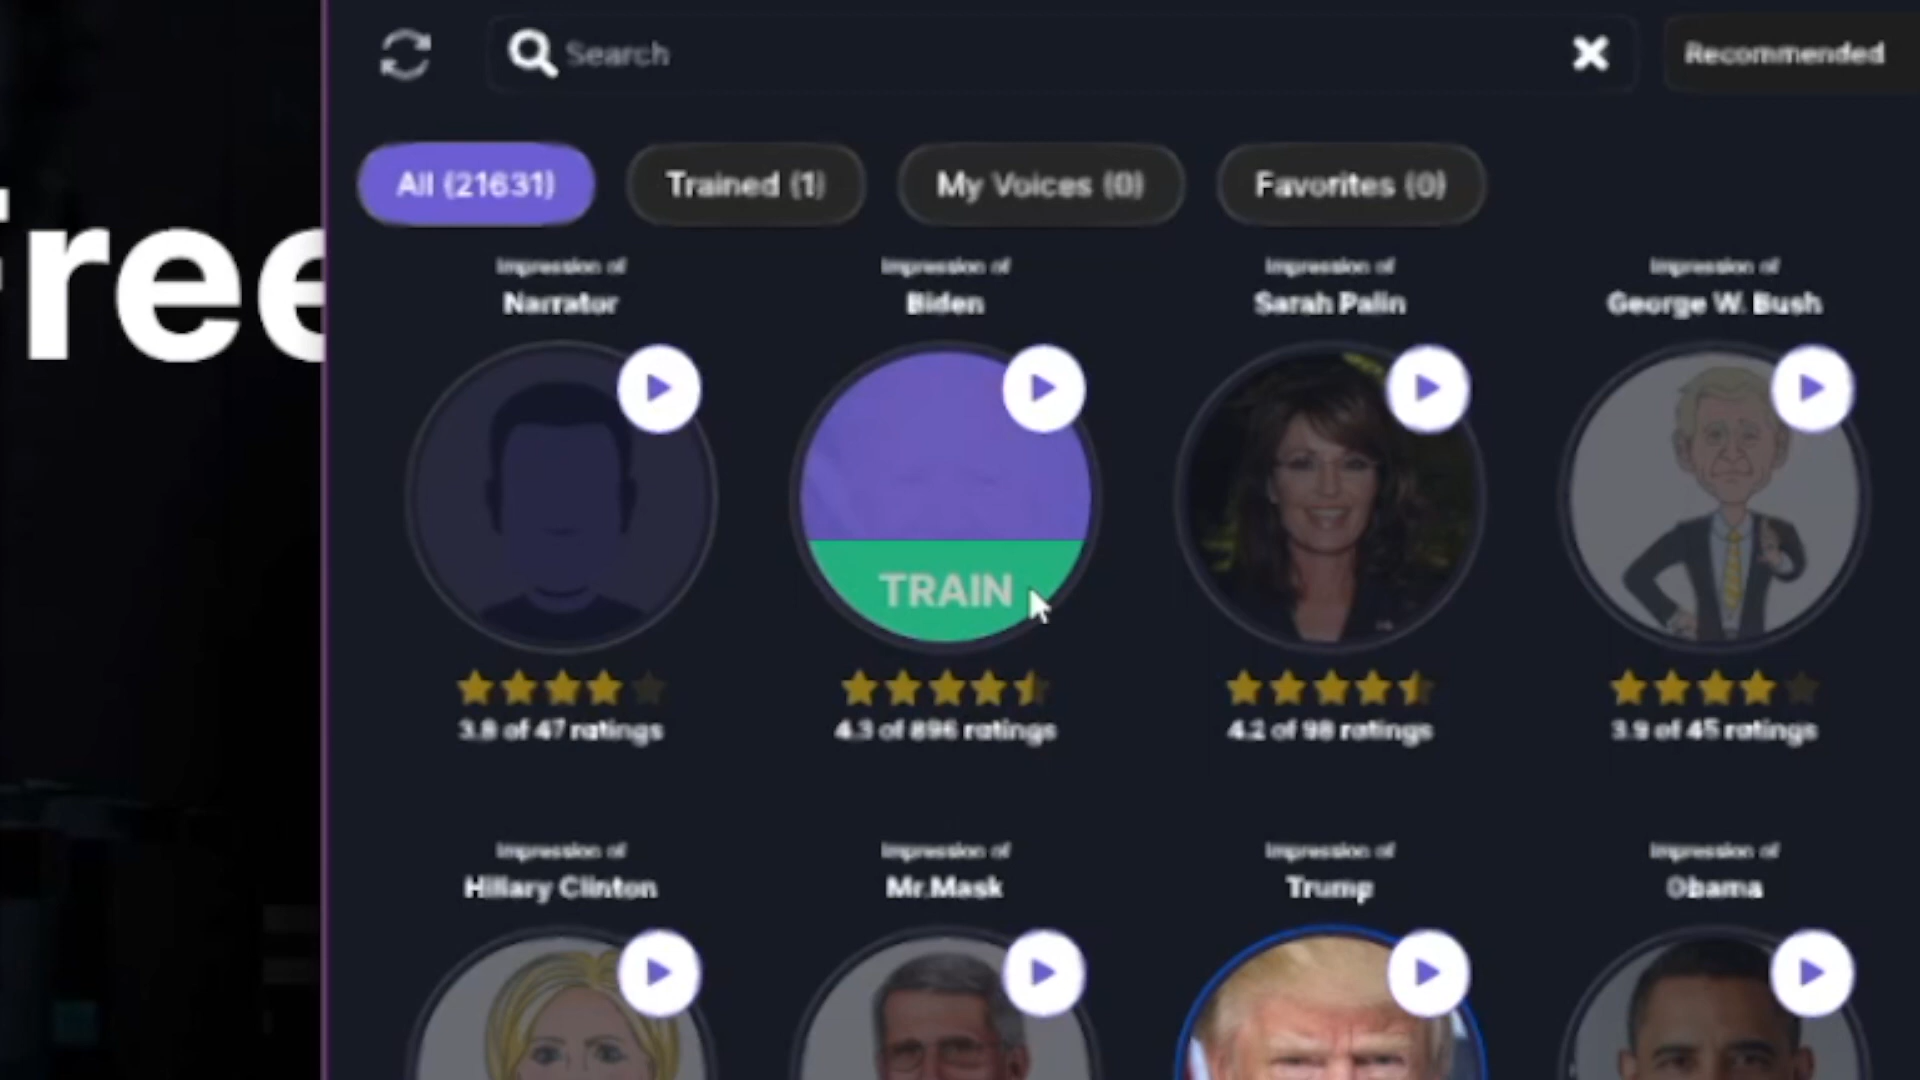 Free
Search
Recommended
All (21631)
Trained (1)
My Voices (0)
Favorites (0)
Impression of
Narrator
Impression of
Biden
Impression of
Sarah Palin
Impression of
George W. Bush
TRAIN
3.8 of 47 ratings
4.3 of 896 ratings
4.2 of 98 ratings
3.9 of 45 ratings
Impression of
Hillary Clinton
Impression of
Mr.Mask
Impression of
Trump
Impression of
Obama